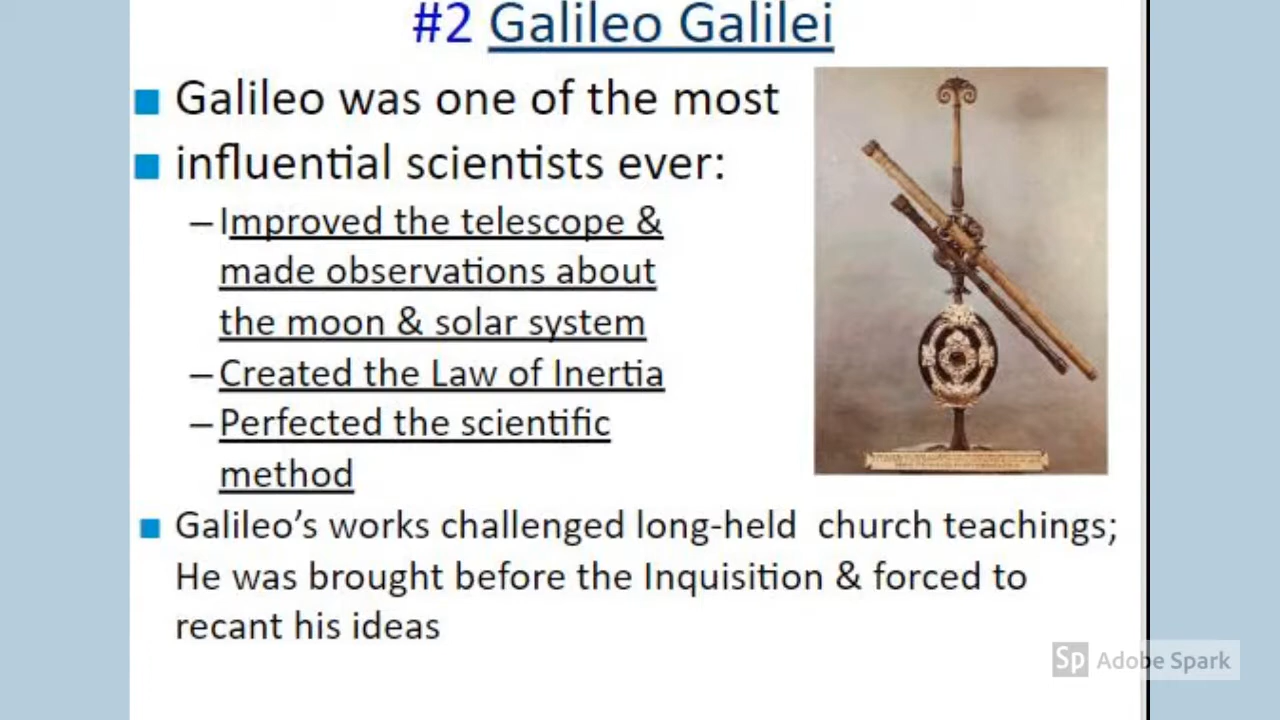 #2 Galileo Galilei
■ Galileo was one of the most
■ influential scientists ever:
–Improved the telescope &
made observations about
the moon & solar system
–Created the Law of Inertia
–Perfected the scientific
method
■ Galileo’s works challenged long-held church teachings;
He was brought before the Inquisition & forced to
recant his ideas
Sp Adobe Spark